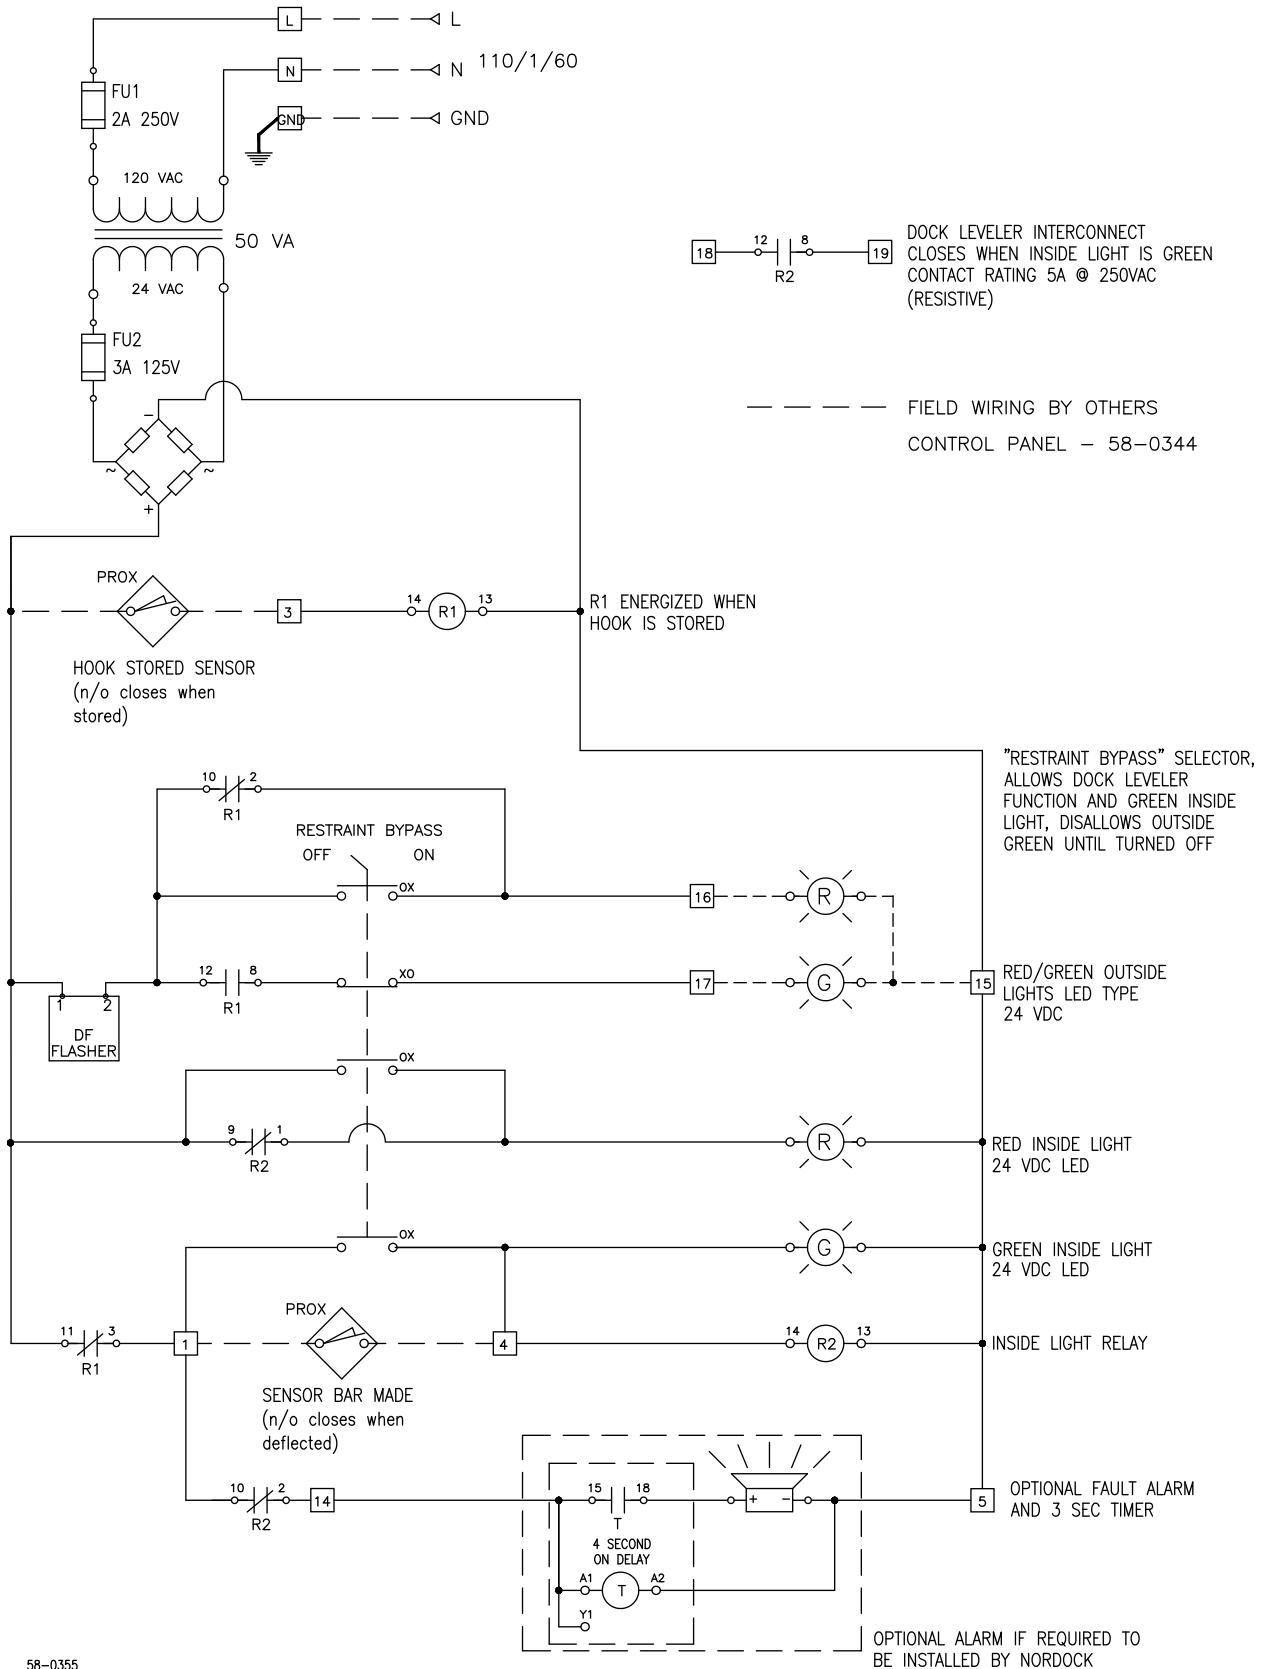 L
L
N
N
110/1/60
GND
GND
FU1
2A 250V
120 VAC
50 VA
24 VAC
FU2
3A 125V
18
12
8
R2
19
DOCK LEVELER INTERCONNECT
CLOSES WHEN INSIDE LIGHT IS GREEN
CONTACT RATING 5A @ 250VAC
(RESISTIVE)
FIELD WIRING BY OTHERS
CONTROL PANEL – 58–0344
−
~
~
+
PROX
3
14
R1
13
R1 ENERGIZED WHEN
HOOK IS STORED
HOOK STORED SENSOR
(n/o closes when
stored)
"RESTRAINT BYPASS" SELECTOR,
ALLOWS DOCK LEVELER
FUNCTION AND GREEN INSIDE
LIGHT, DISALLOWS OUTSIDE
GREEN UNTIL TURNED OFF
10
2
R1
RESTRAINT BYPASS
OFF
ON
OX
16
R
12
8
R1
XO
17
G
15
RED/GREEN OUTSIDE
LIGHTS LED TYPE
24 VDC
1
2
DF
FLASHER
OX
9
1
R2
R
RED INSIDE LIGHT
24 VDC LED
OX
G
GREEN INSIDE LIGHT
24 VDC LED
11
3
R1
1
PROX
4
14
R2
13
INSIDE LIGHT RELAY
SENSOR BAR MADE
(n/o closes when
deflected)
10
2
R2
14
15
18
T
+
−
5
OPTIONAL FAULT ALARM
AND 3 SEC TIMER
4 SECOND
ON DELAY
A1
T
A2
Y1
OPTIONAL ALARM IF REQUIRED TO
BE INSTALLED BY NORDOCK
58–0355